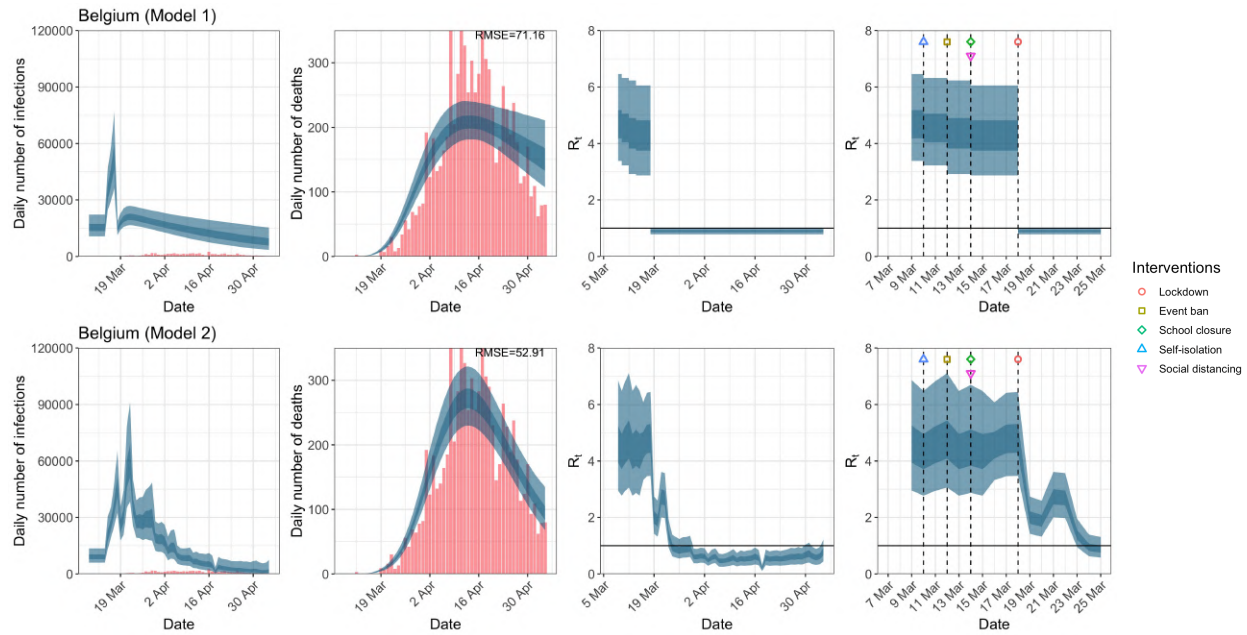 Belgium (Model 1)
Daily number of infections
120000
90000
60000
30000
0
19 Mar
2 Apr
16 Apr
30 Apr
Date
Daily number of deaths
300
200
100
0
RMSE=71.16
19 Mar
2 Apr
16 Apr
30 Apr
Date
Rt
8
6
4
2
0
5 Mar
19 Mar
2 Apr
16 Apr
30 Apr
Date
Rt
8
6
4
2
0
7 Mar
9 Mar
11 Mar
13 Mar
15 Mar
17 Mar
19 Mar
21 Mar
23 Mar
25 Mar
Date
Interventions
Lockdown
Event ban
School closure
Self-isolation
Social distancing
Belgium (Model 2)
Daily number of infections
120000
90000
60000
30000
0
19 Mar
2 Apr
16 Apr
30 Apr
Date
Daily number of deaths
300
200
100
0
RMSE=52.91
19 Mar
2 Apr
16 Apr
30 Apr
Date
Rt
8
6
4
2
0
5 Mar
19 Mar
2 Apr
16 Apr
30 Apr
Date
Rt
8
6
4
2
0
7 Mar
9 Mar
11 Mar
13 Mar
15 Mar
17 Mar
19 Mar
21 Mar
23 Mar
25 Mar
Date